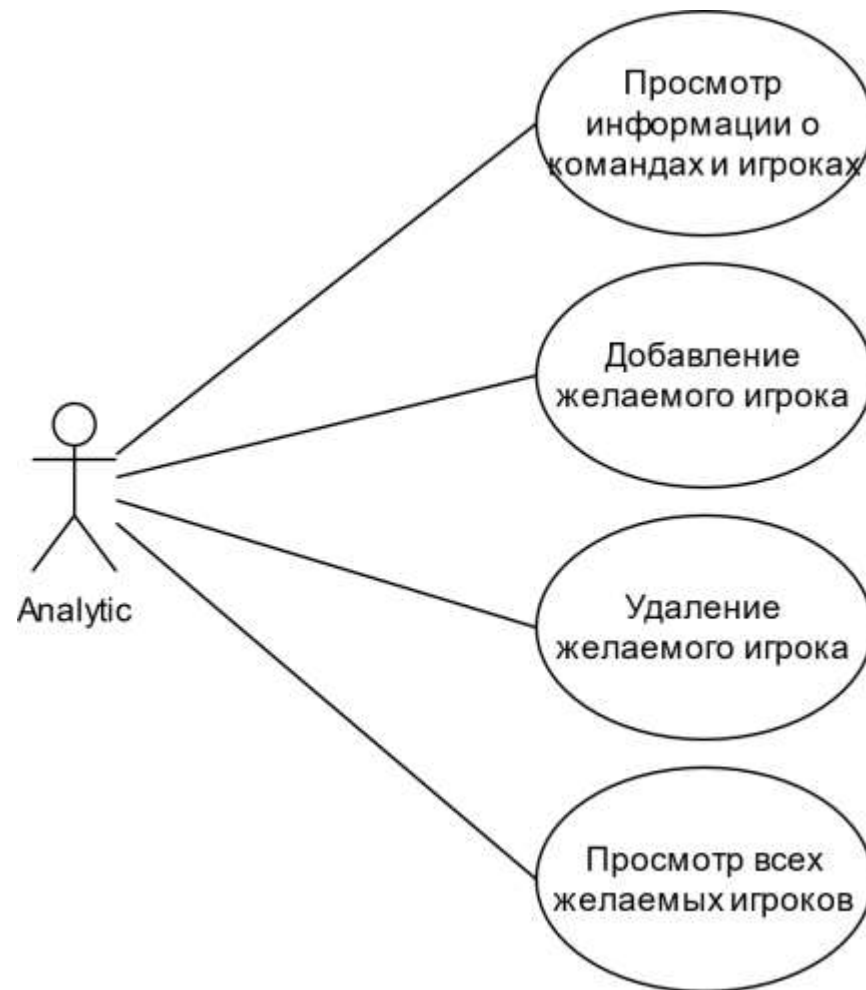 Просмотр
информации о
командах и игроках
Добавление
желаемого игрока
Analytic
Удаление
желаемого игрока
Просмотр всех
желаемых игроков